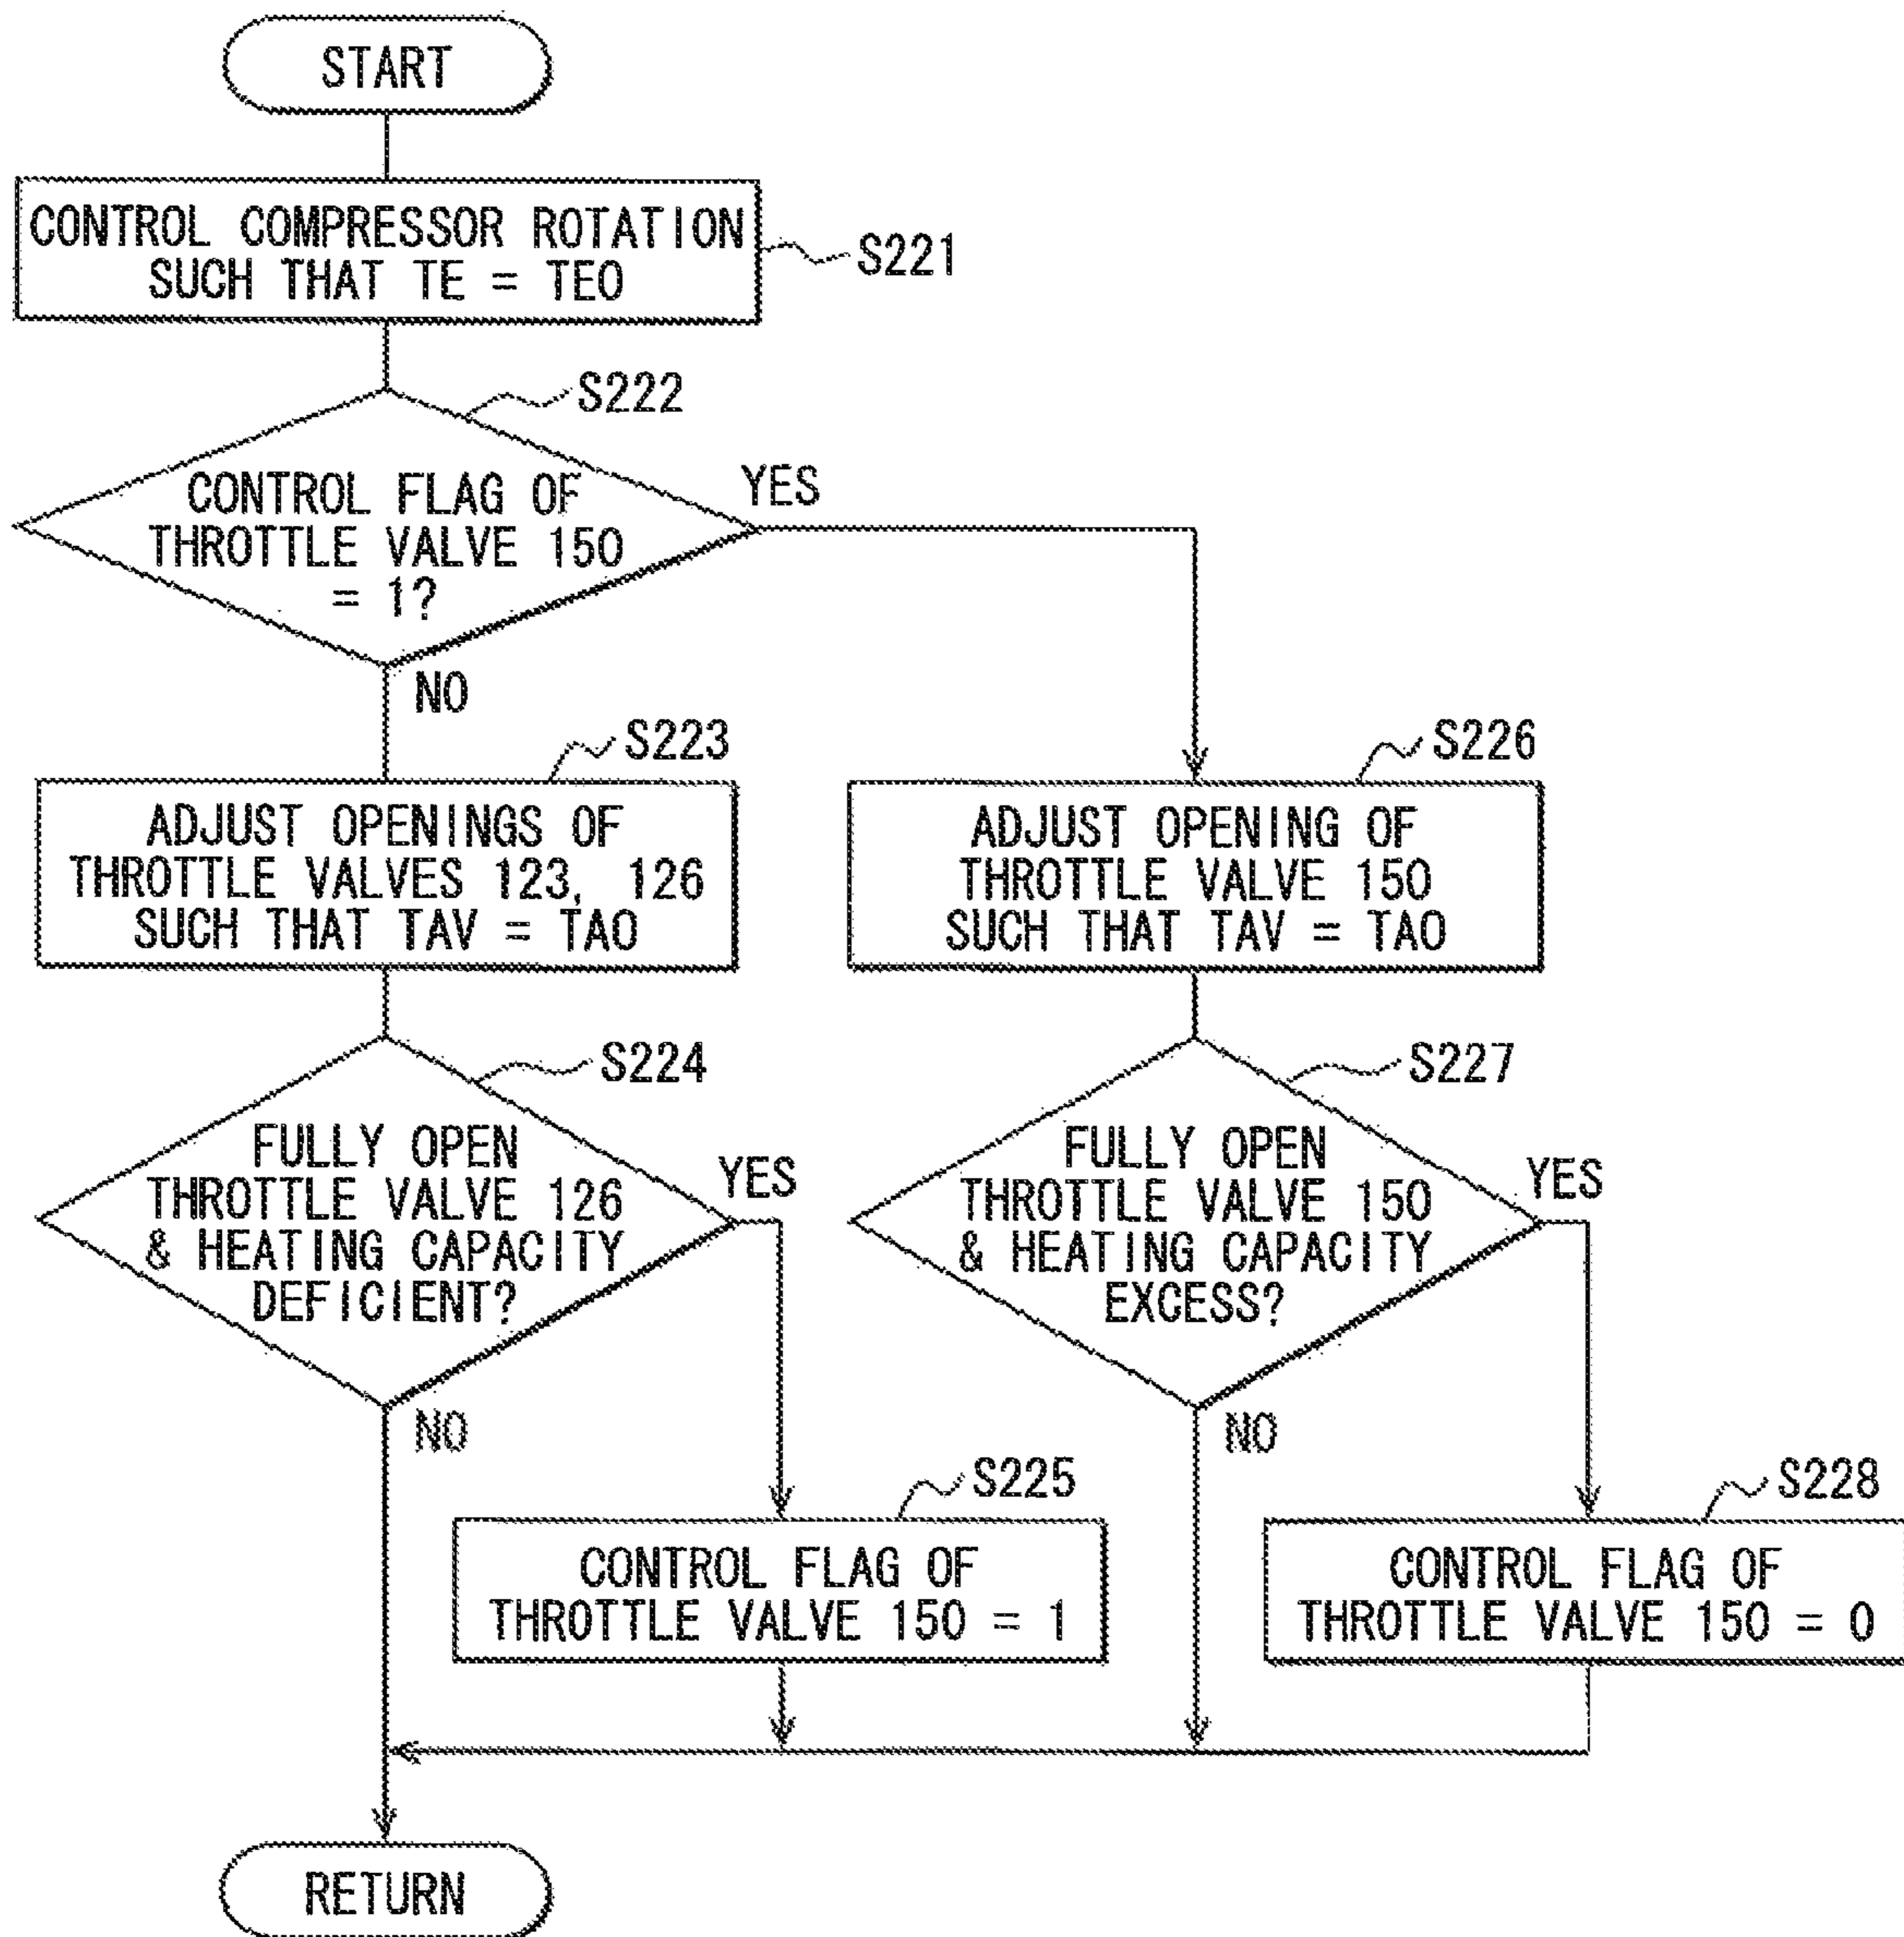 START
CONTROL COMPRESSOR ROTATION
SUCH THAT TE = TEO
S221
S222
CONTROL FLAG OF
THROTTLE VALVE 150
= 1?
YES
NO
S223
ADJUST OPENINGS OF
THROTTLE VALVES 123, 126
SUCH THAT TAV = TAO
S226
ADJUST OPENING OF
THROTTLE VALVE 150
SUCH THAT TAV = TAO
S224
FULLY OPEN
THROTTLE VALVE 126
& HEATING CAPACITY
DEFICIENT?
YES
NO
S227
FULLY OPEN
THROTTLE VALVE 150
& HEATING CAPACITY
EXCESS?
YES
NO
S225
CONTROL FLAG OF
THROTTLE VALVE 150 = 1
S228
CONTROL FLAG OF
THROTTLE VALVE 150 = 0
RETURN